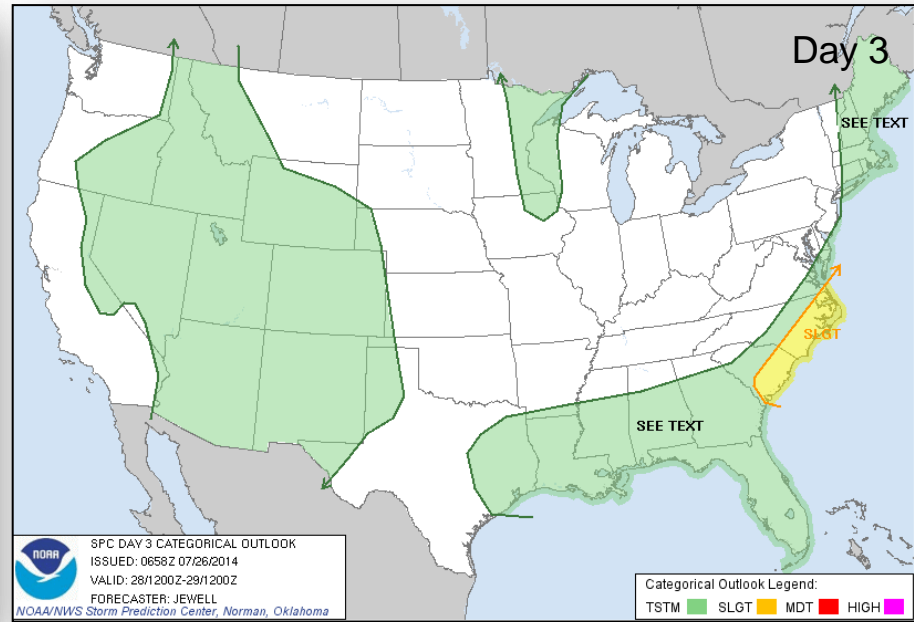 Day 3
SEE TEXT
SLGT
SEE TEXT
NOAA
SPC DAY 3 CATEGORICAL OUTLOOK
ISSUED: 0658Z 07/26/2014
VALID: 28/1200Z-29/1200Z
FORECASTER: JEWELL
NOAA/NWS Storm Prediction Center, Norman, Oklahoma
Categorical Outlook Legend:
TSTM SLGT MDT HIGH